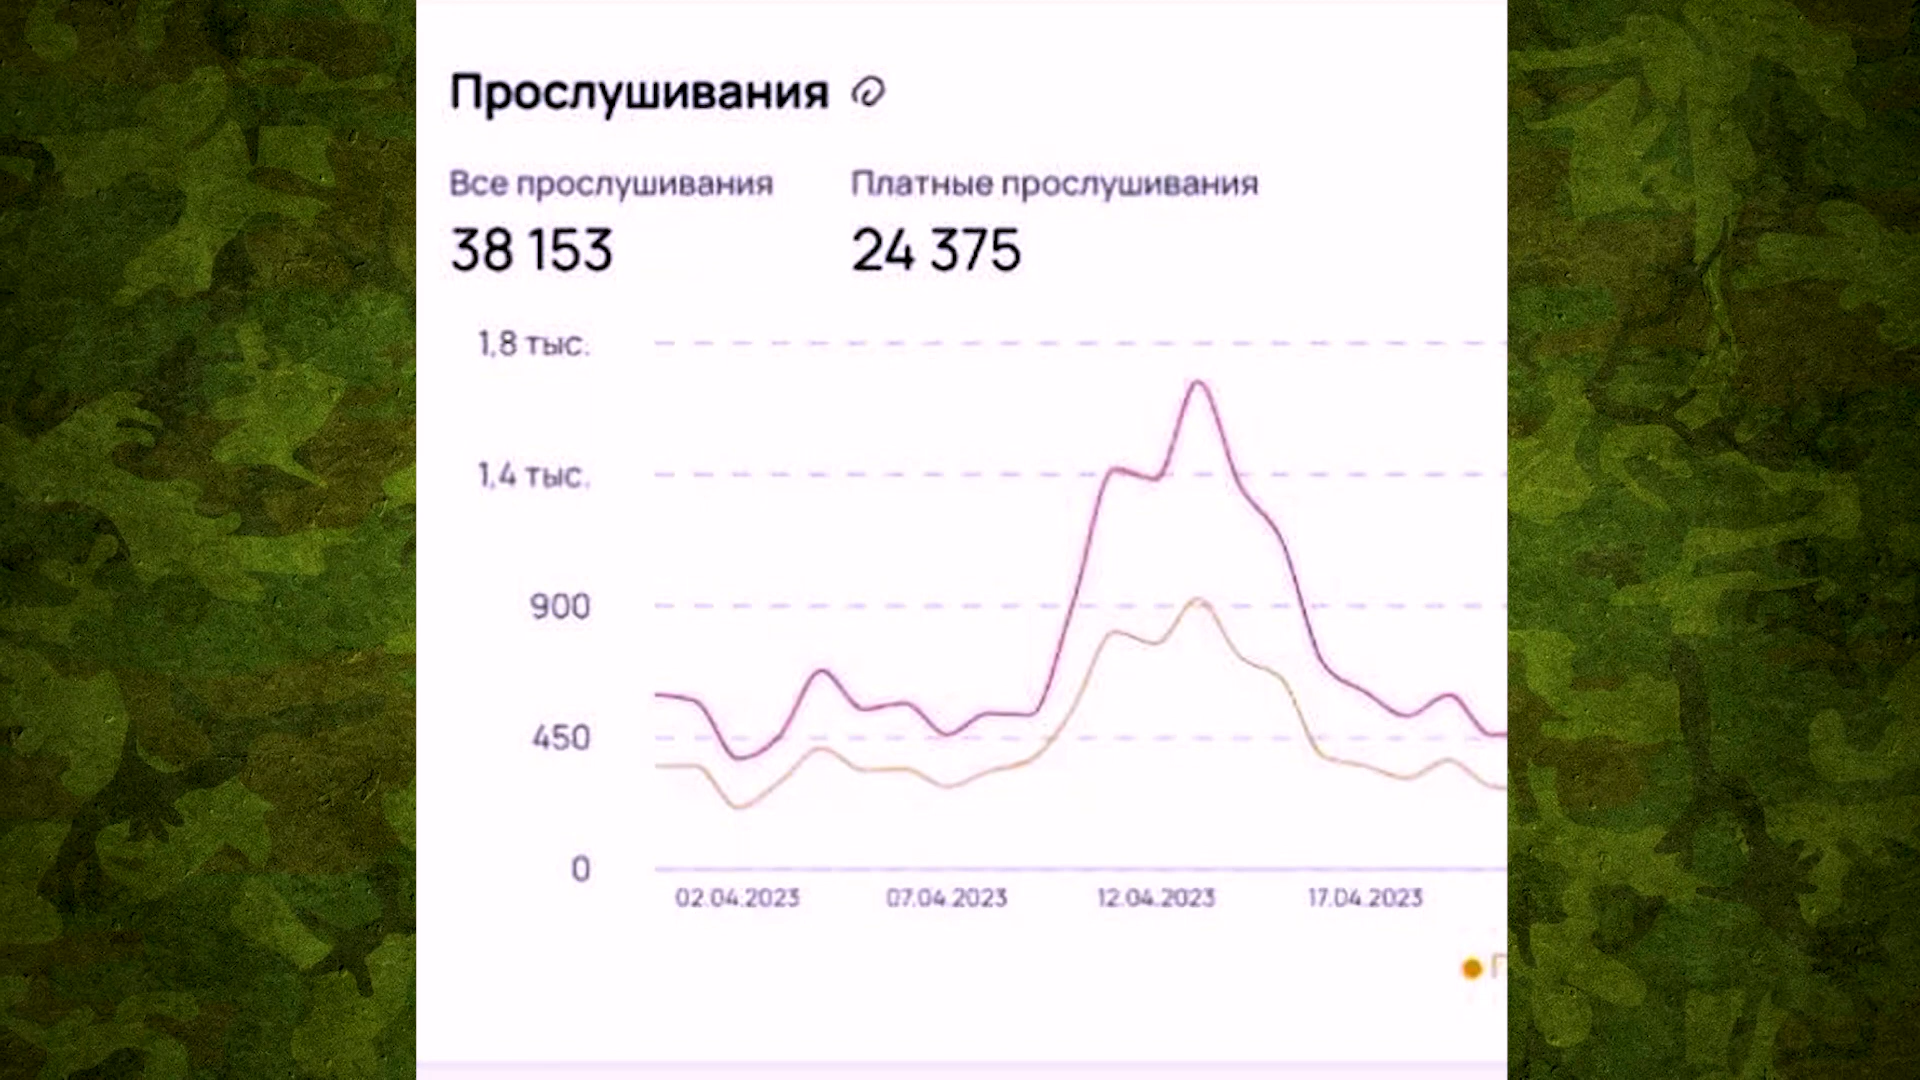 Прослушивания
Все прослушивания Платные прослушивания
38 153 24 375
1,8 тыс.
1,4 тыс.
900
450
0
02.04.2023 07.04.2023 12.04.2023 17.04.2023